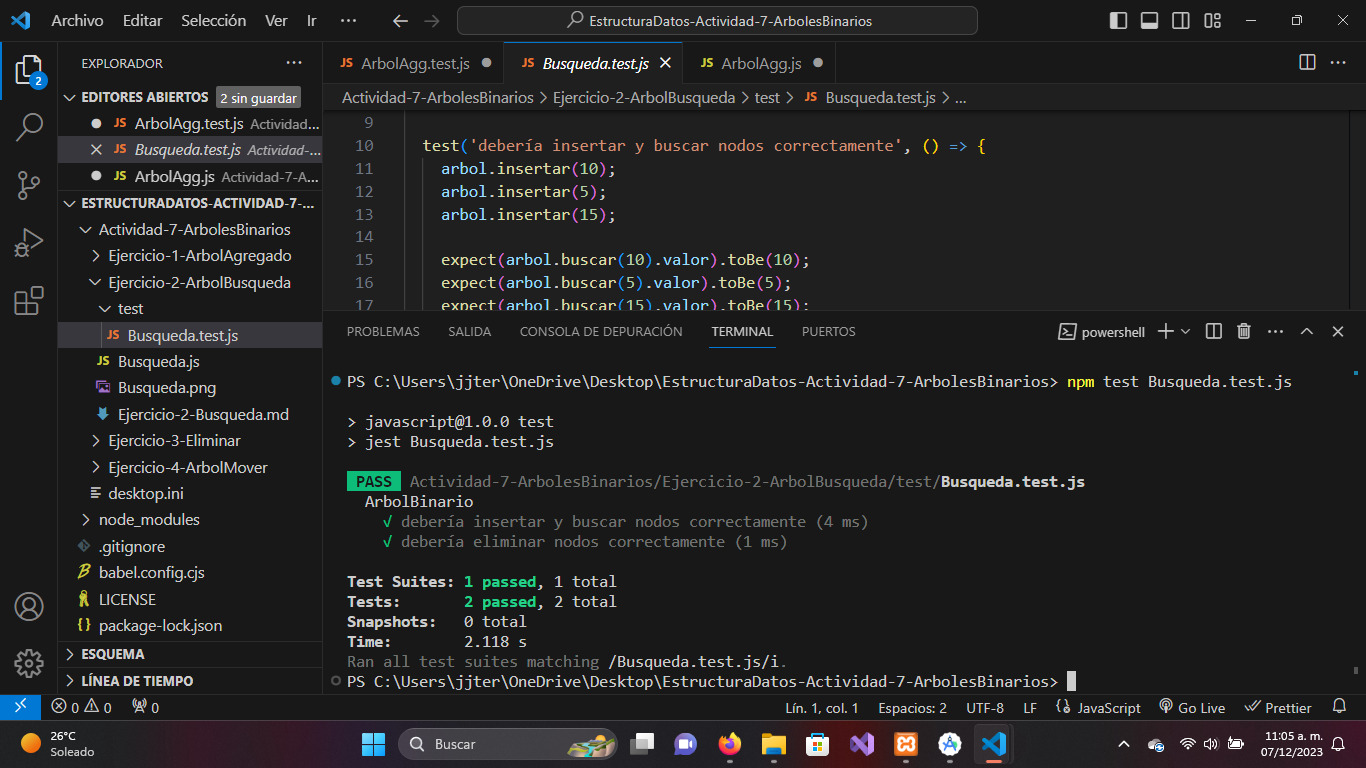 Archivo Editar Selección Ver Ir ···
EstructuraDatos-Actividad-7-ArbolesBinarios
2
EXPLORADOR ···
EDITORES ABIERTOS 2 sin guardar
JS ArbolAgg.test.js Actividad...
JS Busqueda.test.js Actividad-...
JS ArbolAgg.js Actividad-7-A...
ESTRUCTURADATOS-ACTIVIDAD-7-...
Actividad-7-ArbolesBinarios
Ejercicio-1-ArbolAgregado
Ejercicio-2-ArbolBusqueda
test
JS Busqueda.test.js
JS Busqueda.js
Busqueda.png
Ejercicio-2-Busqueda.md
Ejercicio-3-Eliminar
Ejercicio-4-ArbolMover
desktop.ini
node_modules
.gitignore
babel.config.cjs
LICENSE
{} package-lock.json
ESQUEMA
LÍNEA DE TIEMPO
JS ArbolAgg.test.js JS Busqueda.test.js JS ArbolAgg.js ···
Actividad-7-ArbolesBinarios > Ejercicio-2-ArbolBusqueda > test > JS Busqueda.test.js > ...
9
10 test('debería insertar y buscar nodos correctamente', () => {
11 arbol.insertar(10);
12 arbol.insertar(5);
13 arbol.insertar(15);
14
15 expect(arbol.buscar(10).valor).toBe(10);
16 expect(arbol.buscar(5).valor).toBe(5);
17 expect(arbol.buscar(15).valor).toBe(15);
PROBLEMAS SALIDA CONSOLA DE DEPURACIÓN TERMINAL PUERTOS powershell ···
PS C:\Users\jjter\OneDrive\Desktop\EstructuraDatos-Actividad-7-ArbolesBinarios> npm test Busqueda.test.js
> javascript@1.0.0 test
> jest Busqueda.test.js
PASS Actividad-7-ArbolesBinarios/Ejercicio-2-ArbolBusqueda/test/Busqueda.test.js
ArbolBinario
√ debería insertar y buscar nodos correctamente (4 ms)
√ debería eliminar nodos correctamente (1 ms)
Test Suites: 1 passed, 1 total
Tests: 2 passed, 2 total
Snapshots: 0 total
Time: 2.118 s
Ran all test suites matching /Busqueda.test.js/i.
PS C:\Users\jjter\OneDrive\Desktop\EstructuraDatos-Actividad-7-ArbolesBinarios>
0 0 0 Lín. 1, col. 1 Espacios: 2 UTF-8 LF JavaScript Go Live Prettier
26°C
Soleado
Buscar
11:05 a. m.
07/12/2023